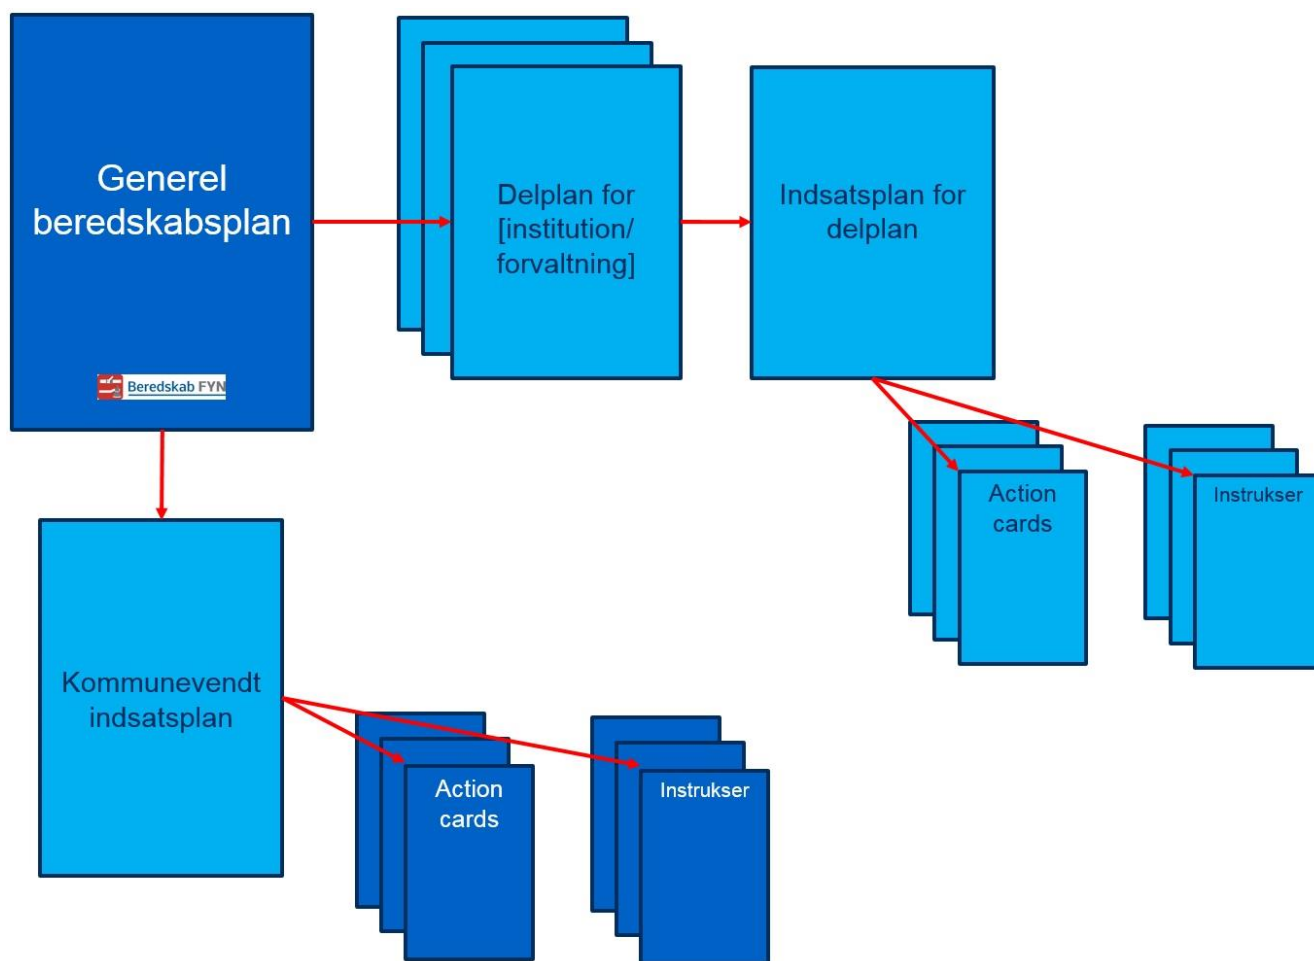 Generel
beredskabsplan
Beredskab FYN
Delplan for
[institution/
forvaltning]
Indsatsplan for
delplan
Action
cards
Instrukser
Kommunevendt
indsatsplan
Action
cards
Instrukser